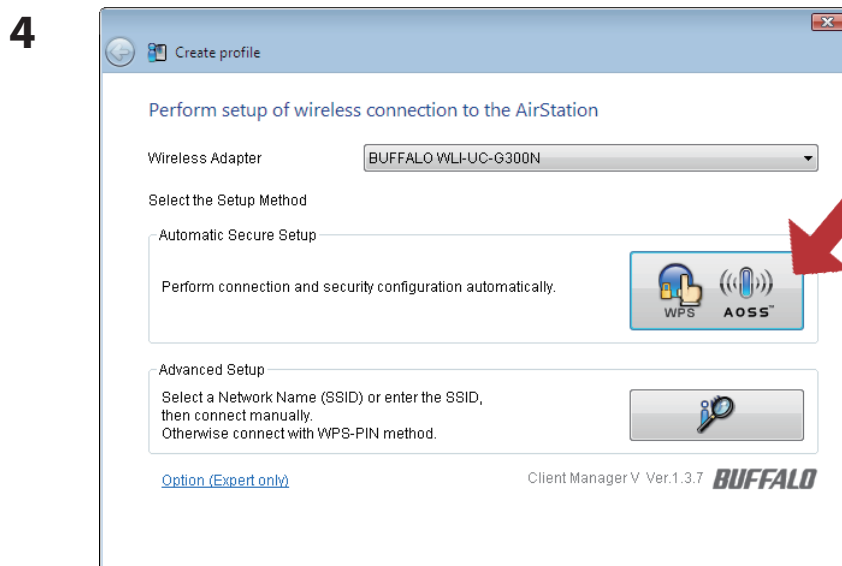 4
Create profile
Perform setup of wireless connection to the AirStation
Wireless Adapter
BUFFALO WLI-UC-G300N
Select the Setup Method
Automatic Secure Setup
Perform connection and security configuration automatically.
WPS
AOSS™
Advanced Setup
Select a Network Name (SSID) or enter the SSID,
then connect manually.
Otherwise connect with WPS-PIN method.
Option (Expert only)
Client Manager V Ver.1.3.7 BUFFALO